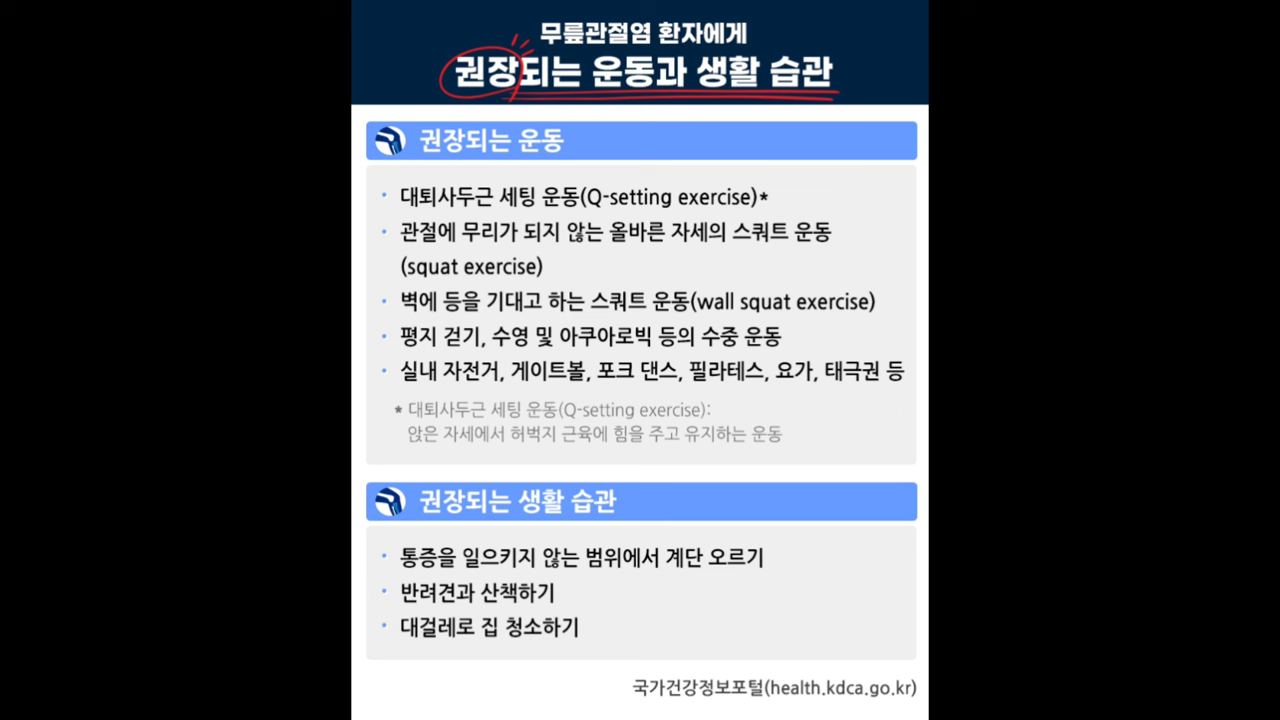 무릎관절염 환자에게
권장되는 운동과 생활 습관
권장되는 운동
· 대퇴사두근 세팅 운동(Q-setting exercise)*
· 관절에 무리가 되지 않는 올바른 자세의 스쿼트 운동
(squat exercise)
· 벽에 등을 기대고 하는 스쿼트 운동(wall squat exercise)
· 평지 걷기, 수영 및 아쿠아로빅 등의 수중 운동
· 실내 자전거, 게이트볼, 포크 댄스, 필라테스, 요가, 태극권 등
* 대퇴사두근 세팅 운동(Q-setting exercise):
앉은 자세에서 허벅지 근육에 힘을 주고 유지하는 운동
권장되는 생활 습관
· 통증을 일으키지 않는 범위에서 계단 오르기
· 반려견과 산책하기
· 대걸레로 집 청소하기
국가건강정보포털(health.kdca.go.kr)